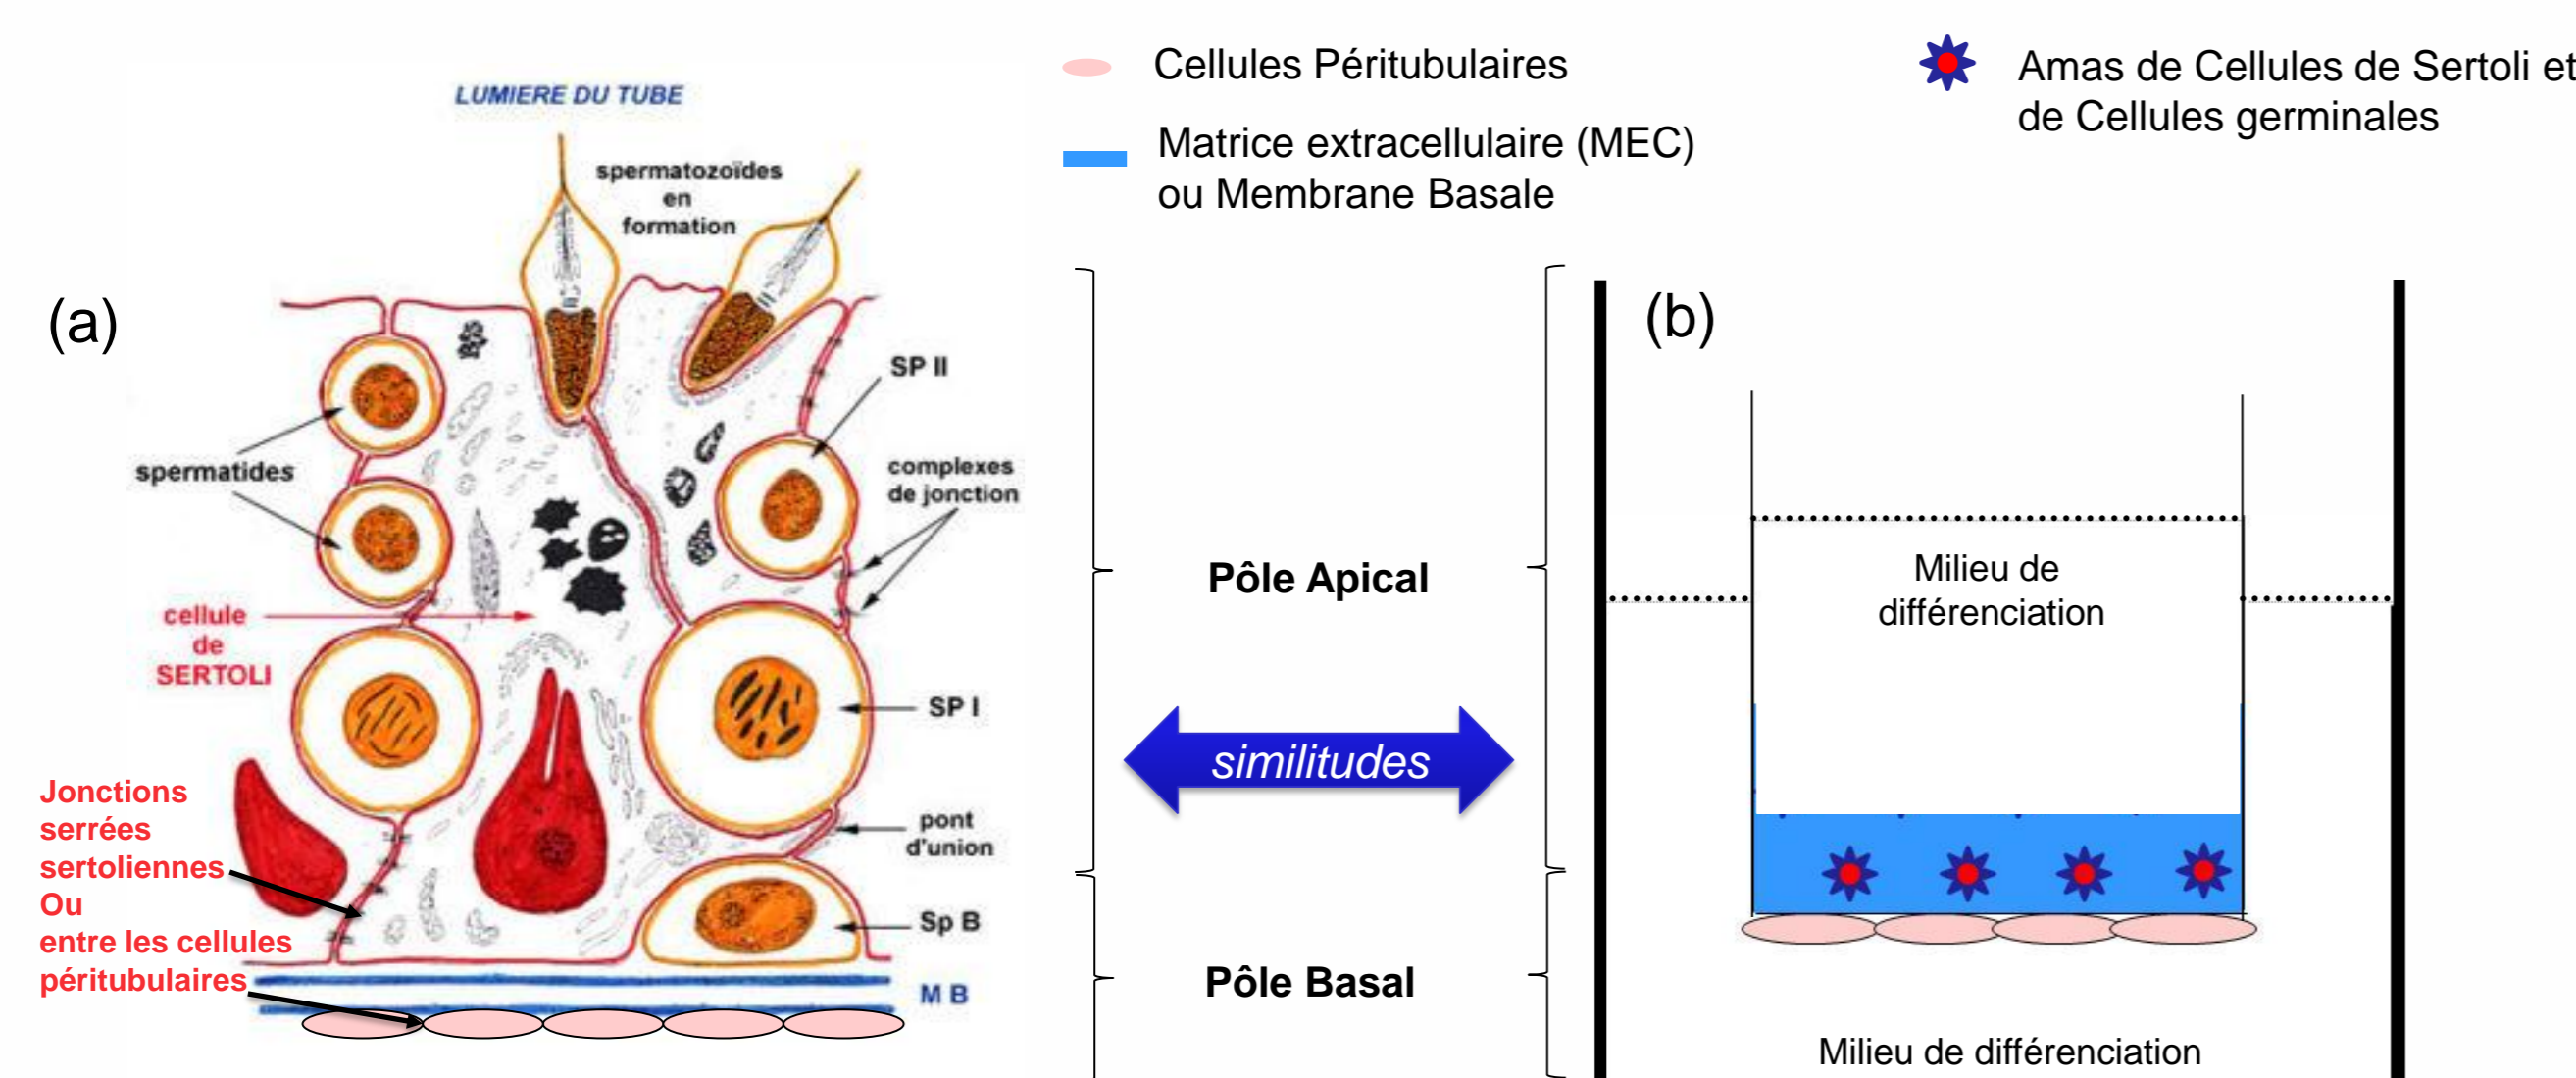 Cellules Péritubulaires
Matrice extracellulaire (MEC)
ou Membrane Basale
Amas de Cellules de Sertoli et
de Cellules germinales
(a)
LUMIERE DU TUBE
spermatozoïdes
en
formation
SP II
spermatides
complexes
de jonction
cellule
de
SERTOLI
SP I
Jonctions
serrées
sertoliennes
Ou
entre les cellules
péritubulaires
pont
d'union
Sp B
M B
Pôle Apical
similitudes
Pôle Basal
(b)
Milieu de
différenciation
Milieu de différenciation